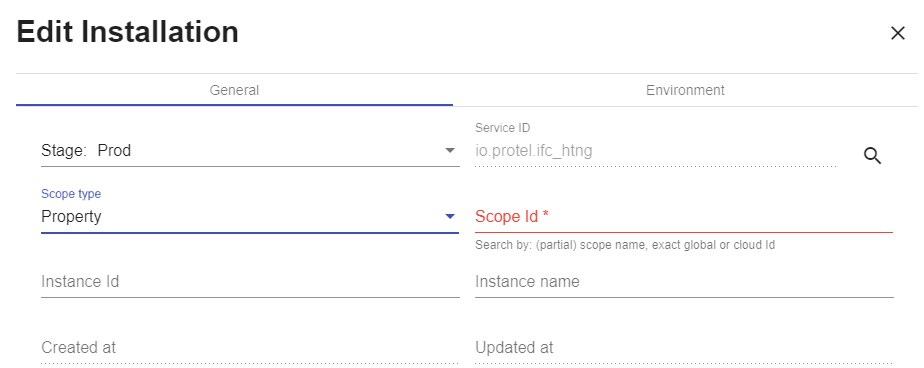 Edit Installation
General
Environment
Stage: Prod
Service ID
io.protel.ifc_htng
Scope type
Property
Scope Id *
Search by: (partial) scope name, exact global or cloud Id
Instance Id
Instance name
Created at
Updated at